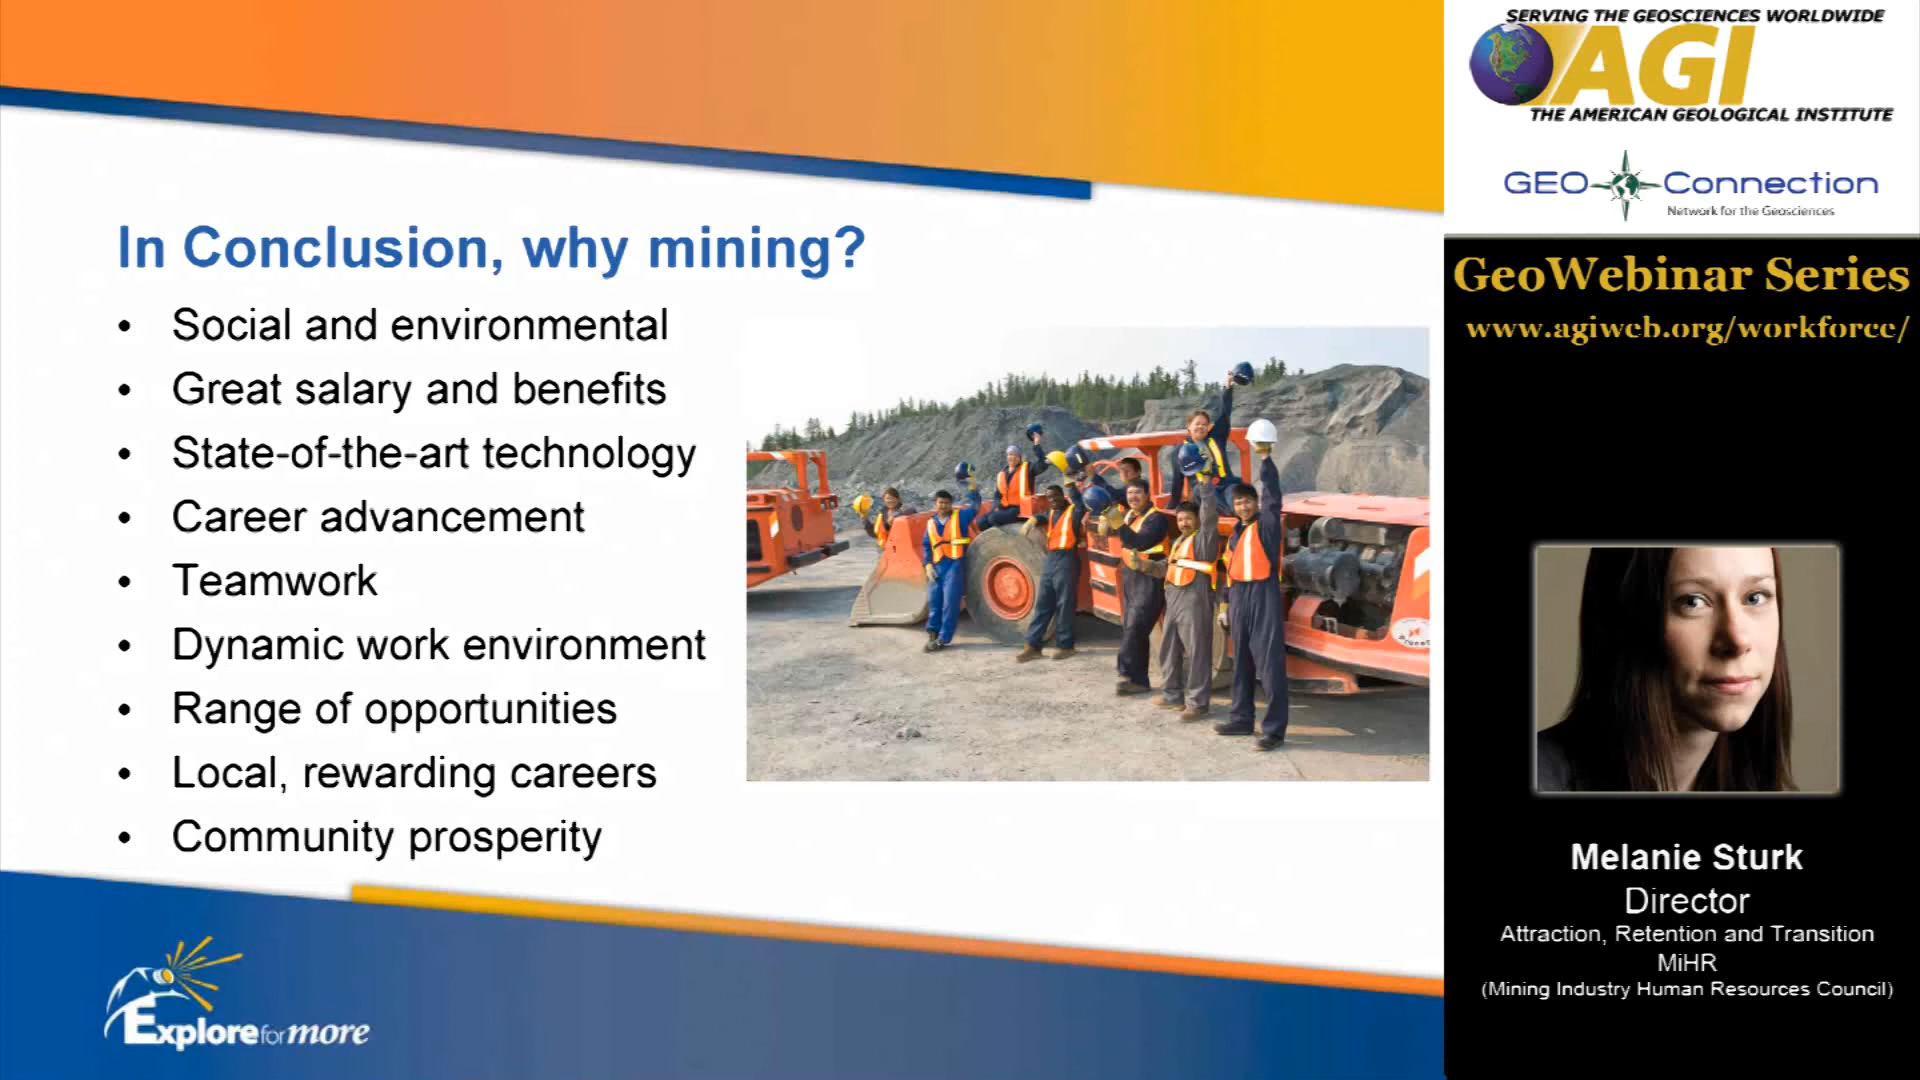 In Conclusion, why mining?
• Social and environmental
• Great salary and benefits
• State-of-the-art technology
• Career advancement
• Teamwork
• Dynamic work environment
• Range of opportunities
• Local, rewarding careers
• Community prosperity
Explore for more
SERVING THE GEOSCIENCES WORLDWIDE
AGI
THE AMERICAN GEOLOGICAL INSTITUTE
GEO Connection
Network for the Geosciences
GeoWebinar Series
www.agiweb.org/workforce/
Melanie Sturk
Director
Attraction, Retention and Transition
MiHR
(Mining Industry Human Resources Council)